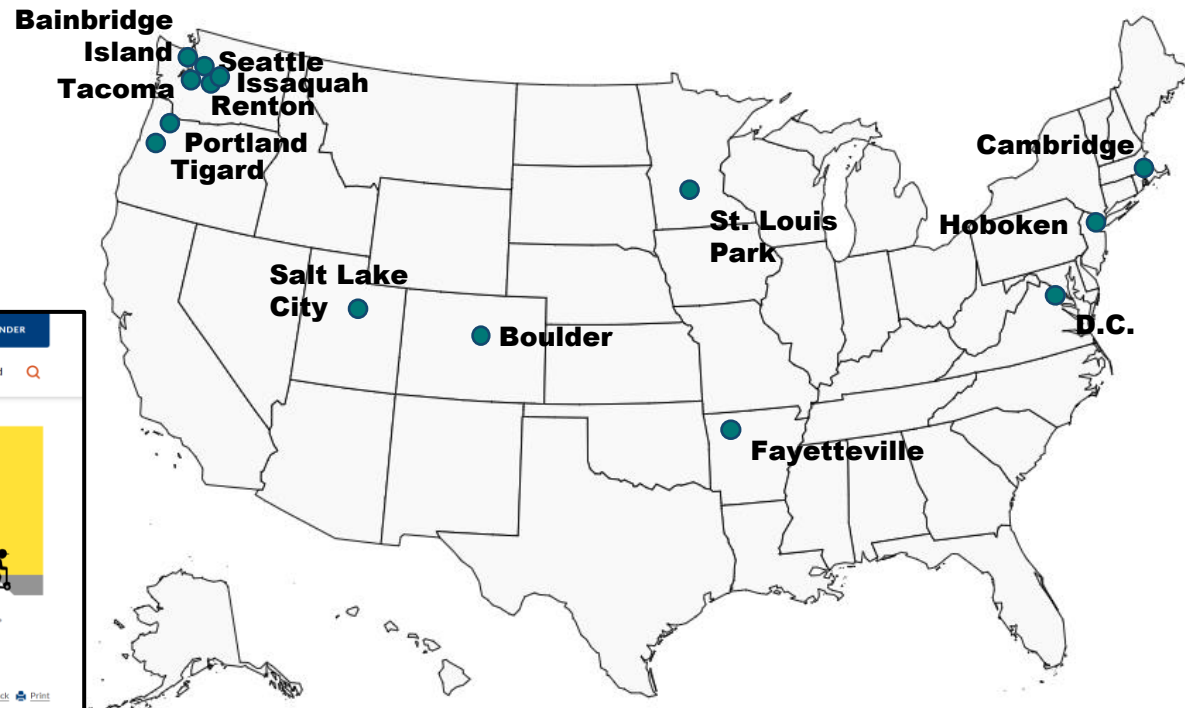 Bainbridge
Island
Seattle
Issaquah
Tacoma
Renton
Portland
Tigard
Cambridge
St. Louis
Park
Hoboken
Salt Lake
City
D.C.
Boulder
Fayetteville
Print